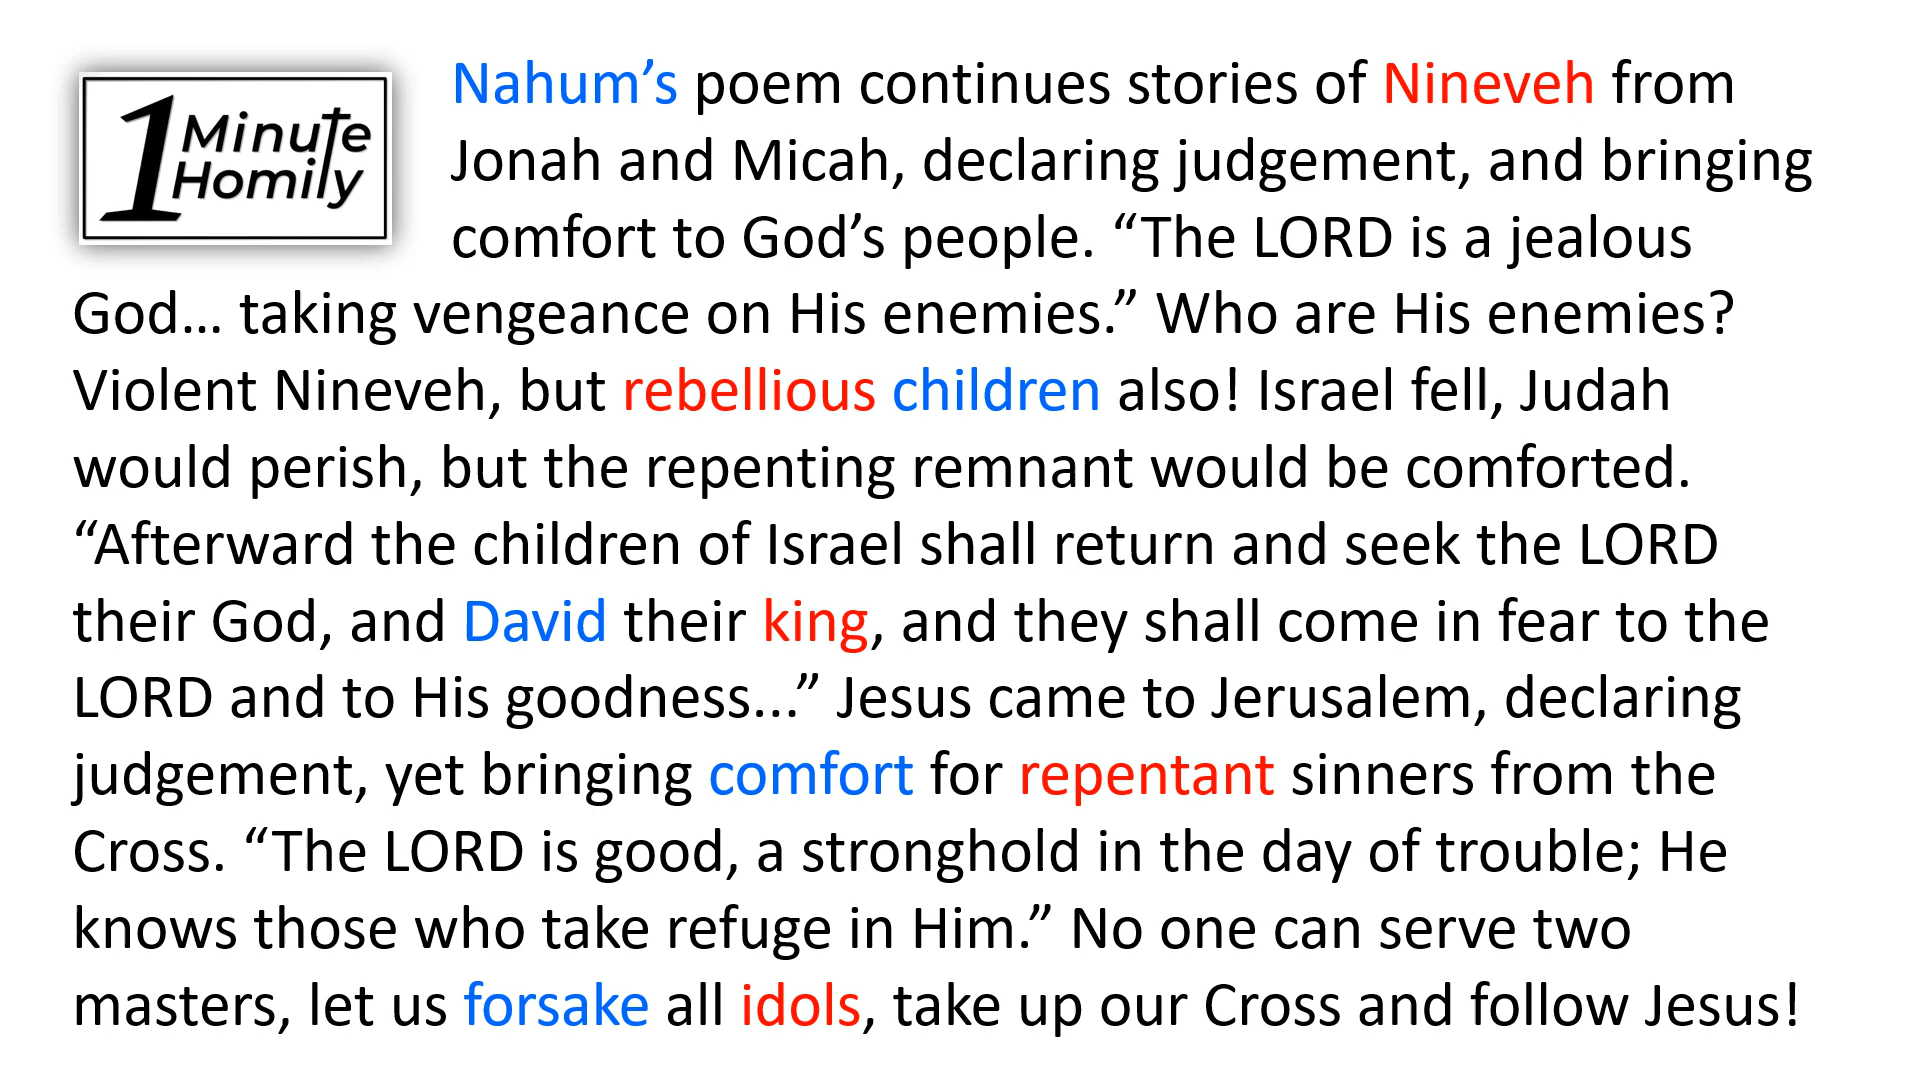 1 Minute
Homily
Nahum’s poem continues stories of Nineveh from
Jonah and Micah, declaring judgement, and bringing
comfort to God’s people. “The LORD is a jealous
God... taking vengeance on His enemies.” Who are His enemies?
Violent Nineveh, but rebellious children also! Israel fell, Judah
would perish, but the repenting remnant would be comforted.
“Afterward the children of Israel shall return and seek the LORD
their God, and David their king, and they shall come in fear to the
LORD and to His goodness...” Jesus came to Jerusalem, declaring
judgement, yet bringing comfort for repentant sinners from the
Cross. “The LORD is good, a stronghold in the day of trouble; He
knows those who take refuge in Him.” No one can serve two
masters, let us forsake all idols, take up our Cross and follow Jesus!